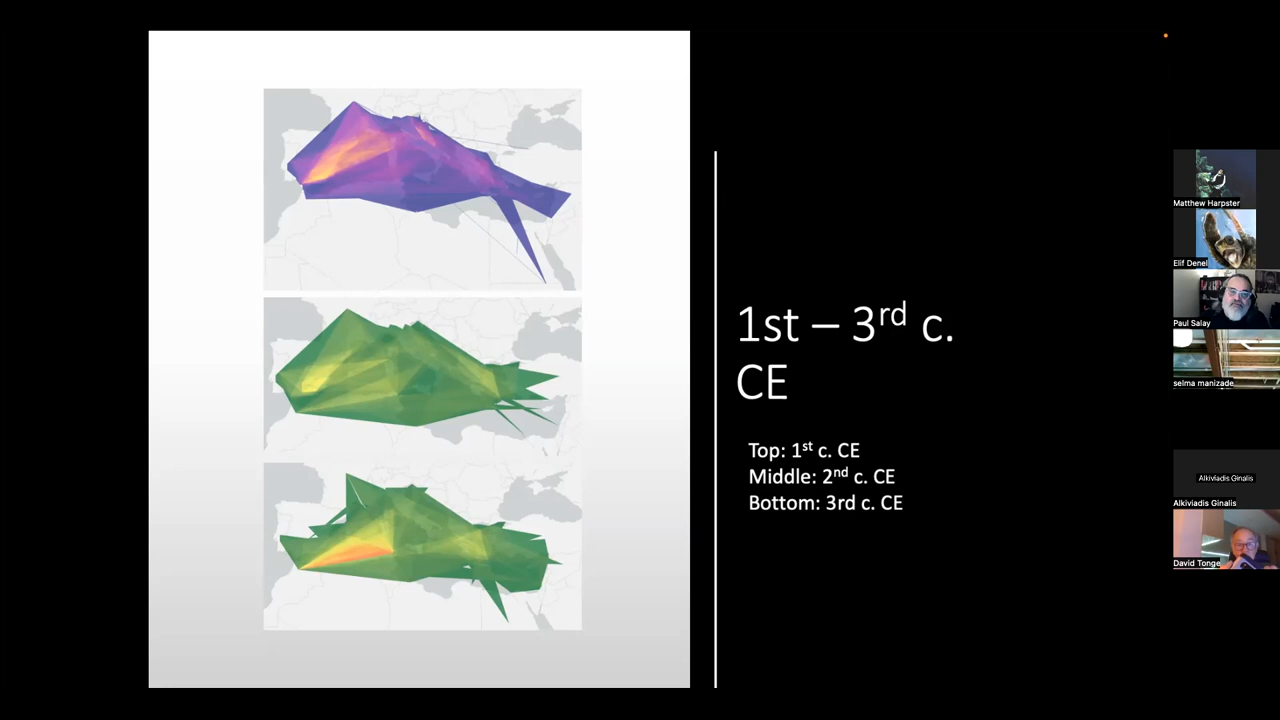 1st – 3rd c.
CE
Top: 1st c. CE
Middle: 2nd c. CE
Bottom: 3rd c. CE
Matthew Harpster
Elif Denel
Paul Salay
selma manizade
Alkiviadis Ginalis
Alkiviadis Ginalis
David Tonge